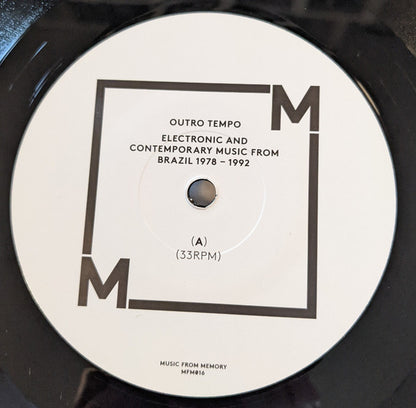 M
OUTRO TEMPO
ELECTRONIC AND
CONTEMPORARY MUSIC FROM
BRAZIL 1978 – 1992
(A)
(33RPM)
M
MUSIC FROM MEMORY
MFM016